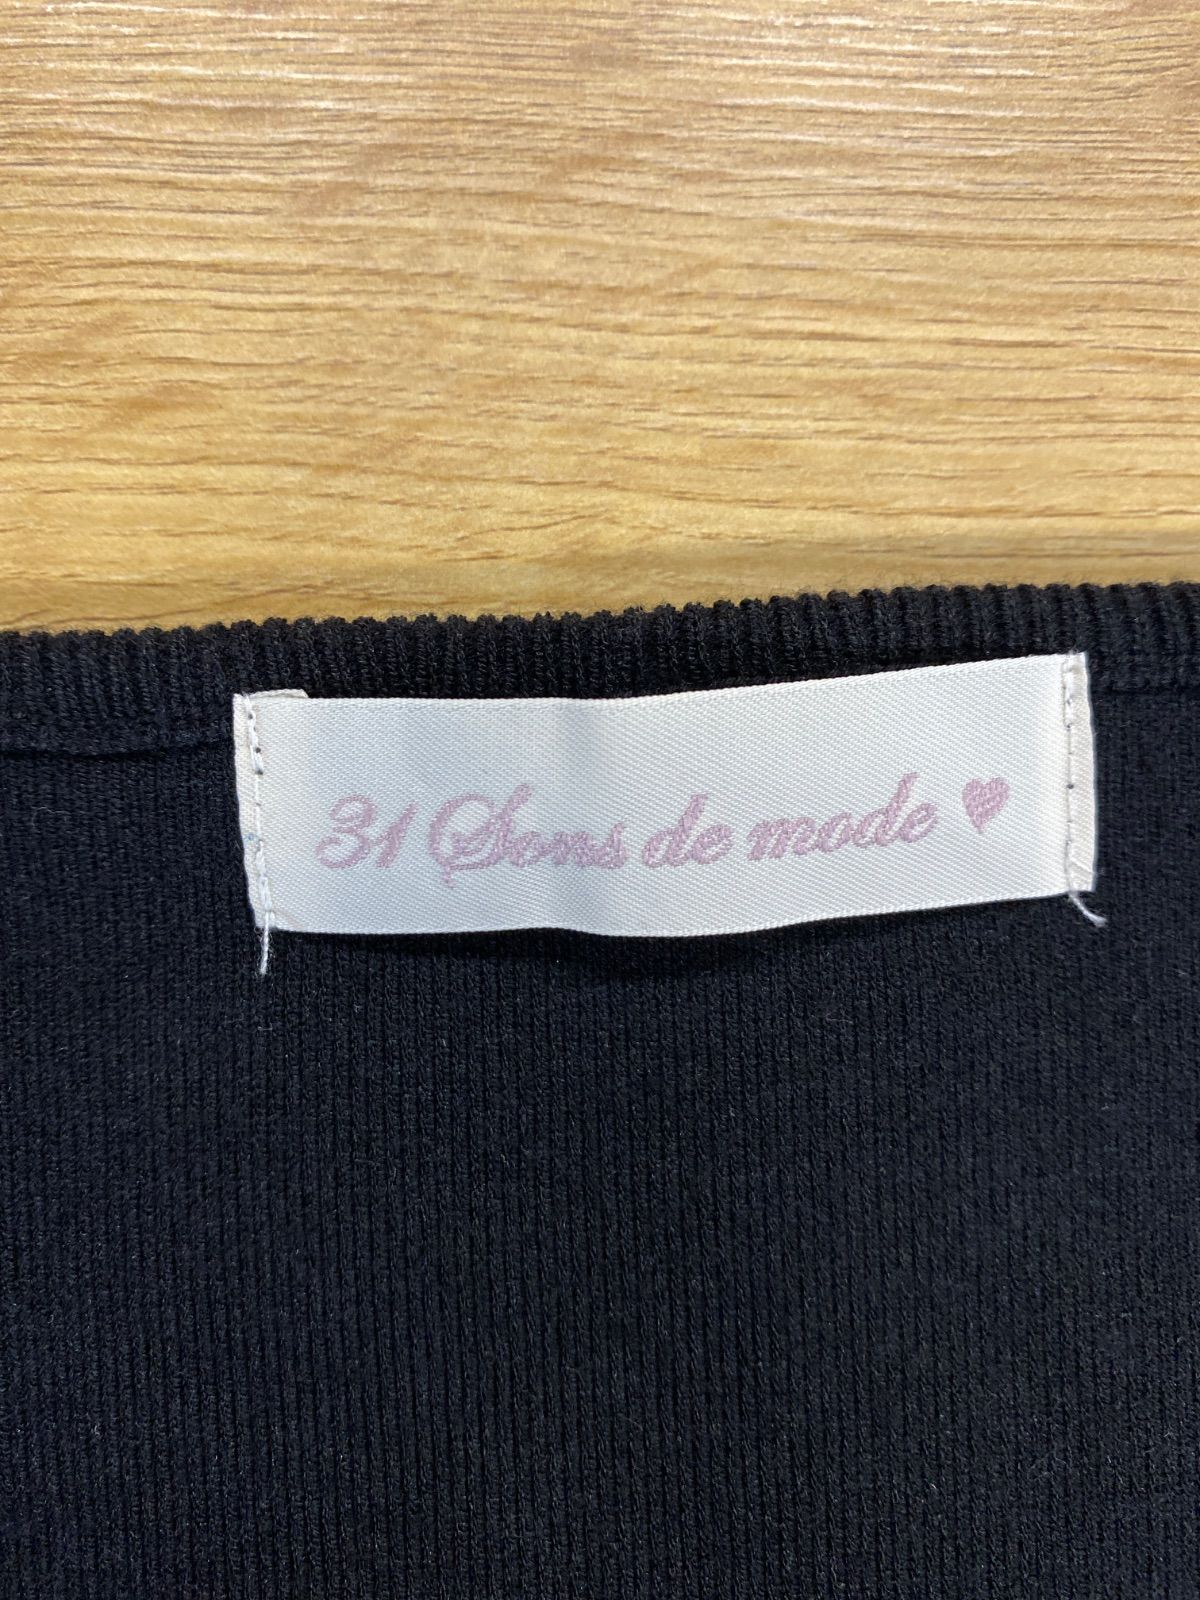 31 Sons de mode ♥